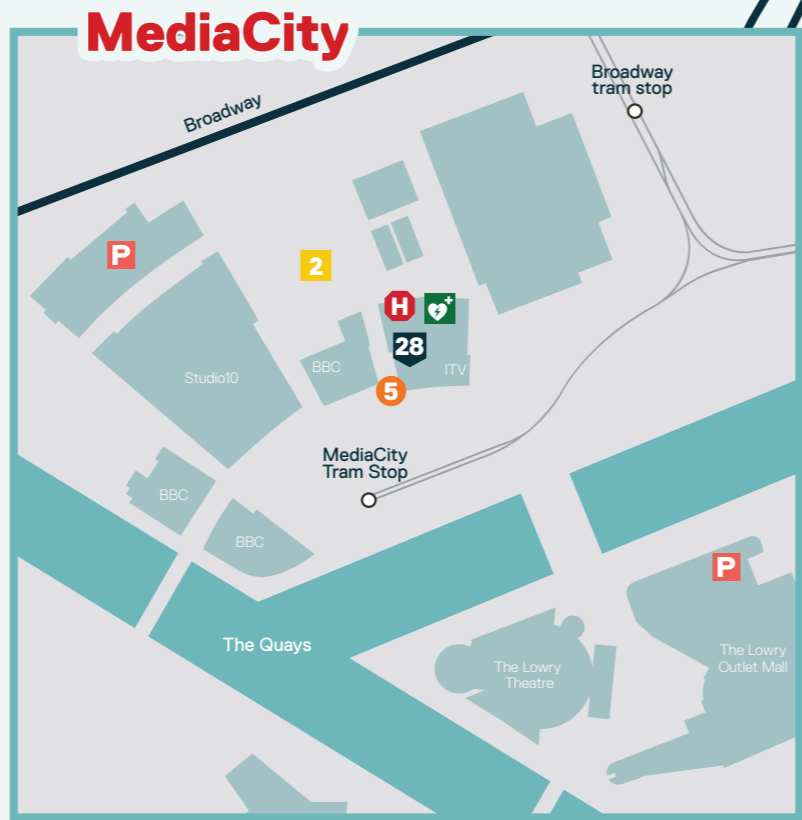 MediaCity
Broadway
tram stop
Broadway
P
2
H
28
BBC
ITV
Studio10
5
MediaCity
Tram Stop
BBC
BBC
P
The Quays
The Lowry
Outlet Mall
The Lowry
Theatre